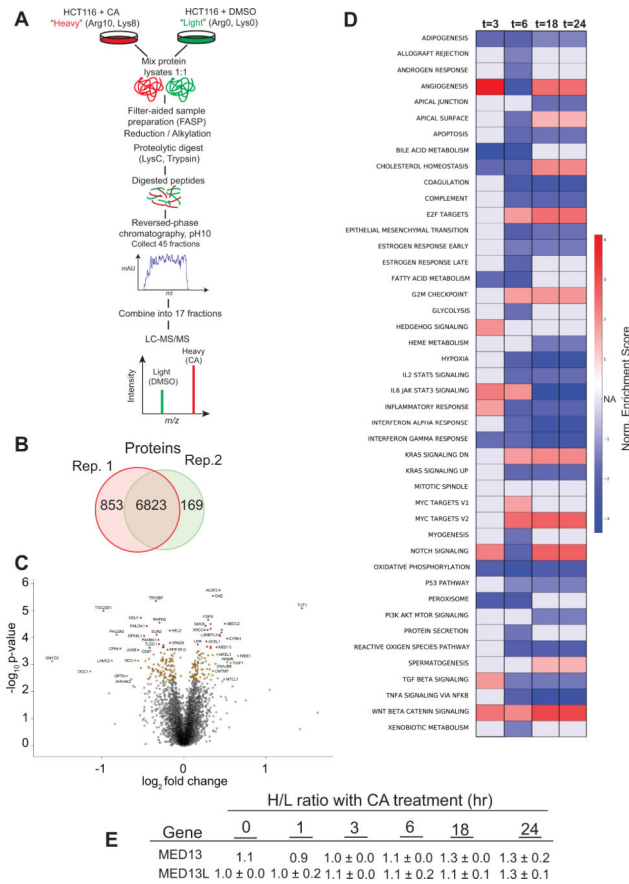 A
HCT116 + CA
"Heavy" (Arg10, Lys8)
HCT116 + DMSO
"Light" (Arg0, Lys0)
Mix protein
lysates 1:1
Filter-aided sample
preparation (FASP)
Reduction / Alkylation
Proteolytic digest
(LysC, Trypsin)
Digested peptides
Reversed-phase
chromatography, pH10
Collect 45 fractions
mAU
ml
Combine into 17 fractions
LC-MS/MS
Intensity
Light
(DMSO)
Heavy
(CA)
m/z
B
Proteins
Rep. 1
Rep.2
853
6823
169
C
-log10 p-value
6
5
4
3
2
1
0
-1
0
1
log2 fold change
D
t=3 t=6 t=18 t=24
ADIPOGENESIS
ALLOGRAFT REJECTION
ANDROGEN RESPONSE
ANGIOGENESIS
APICAL JUNCTION
APICAL SURFACE
APOPTOSIS
BILE ACID METABOLISM
CHOLESTEROL HOMEOSTASIS
COAGULATION
COMPLEMENT
E2F TARGETS
EPITHELIAL MESENCHYMAL TRANSITION
ESTROGEN RESPONSE EARLY
ESTROGEN RESPONSE LATE
FATTY ACID METABOLISM
G2M CHECKPOINT
GLYCOLYSIS
HEDGEHOG SIGNALING
HEME METABOLISM
HYPOXIA
IL2 STAT5 SIGNALING
IL6 JAK STAT3 SIGNALING
INFLAMMATORY RESPONSE
INTERFERON ALPHA RESPONSE
INTERFERON GAMMA RESPONSE
KRAS SIGNALING DN
KRAS SIGNALING UP
MITOTIC SPINDLE
MYC TARGETS V1
MYC TARGETS V2
MYOGENESIS
NOTCH SIGNALING
OXIDATIVE PHOSPHORYLATION
P53 PATHWAY
PEROXISOME
PI3K AKT MTOR SIGNALING
PROTEIN SECRETION
REACTIVE OXIGEN SPECIES PATHWAY
SPERMATOGENESIS
TGF BETA SIGNALING
TNFA SIGNALING VIA NFKB
WNT BETA CATENIN SIGNALING
XENOBIOTIC METABOLISM
NA
Norm. Enrichment Score
E
H/L ratio with CA treatment (hr)
Gene 0 1 3 6 18 24
MED13 1.1 0.9 1.0 ± 0.0 1.1 ± 0.0 1.3 ± 0.0 1.3 ± 0.2
MED13L 1.0 ± 0.0 1.0 ± 0.2 1.1 ± 0.0 1.1 ± 0.2 1.1 ± 0.1 1.3 ± 0.1